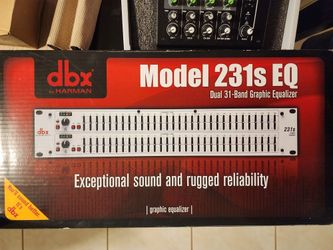 dbx
by HARMAN
Model 231s EQ
Dual 31-Band Graphic Equalizer
dbx
231s
Exceptional sound and rugged reliability
| graphic equalizer |
dbx